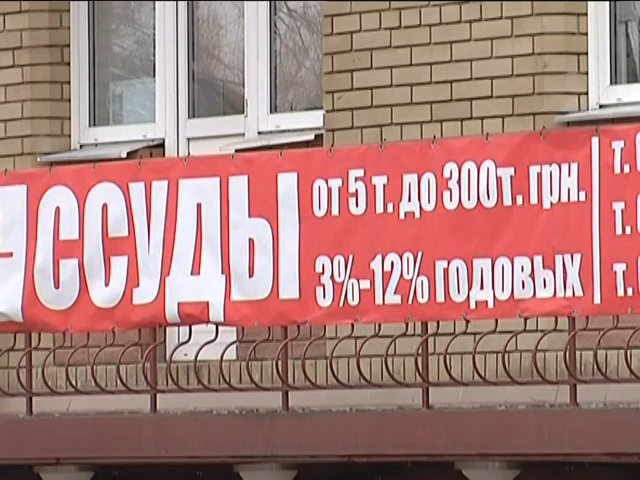 ССУДЫ
от 5 т. до 300т. грн.
3%-12% годовых
т.
т.
т.